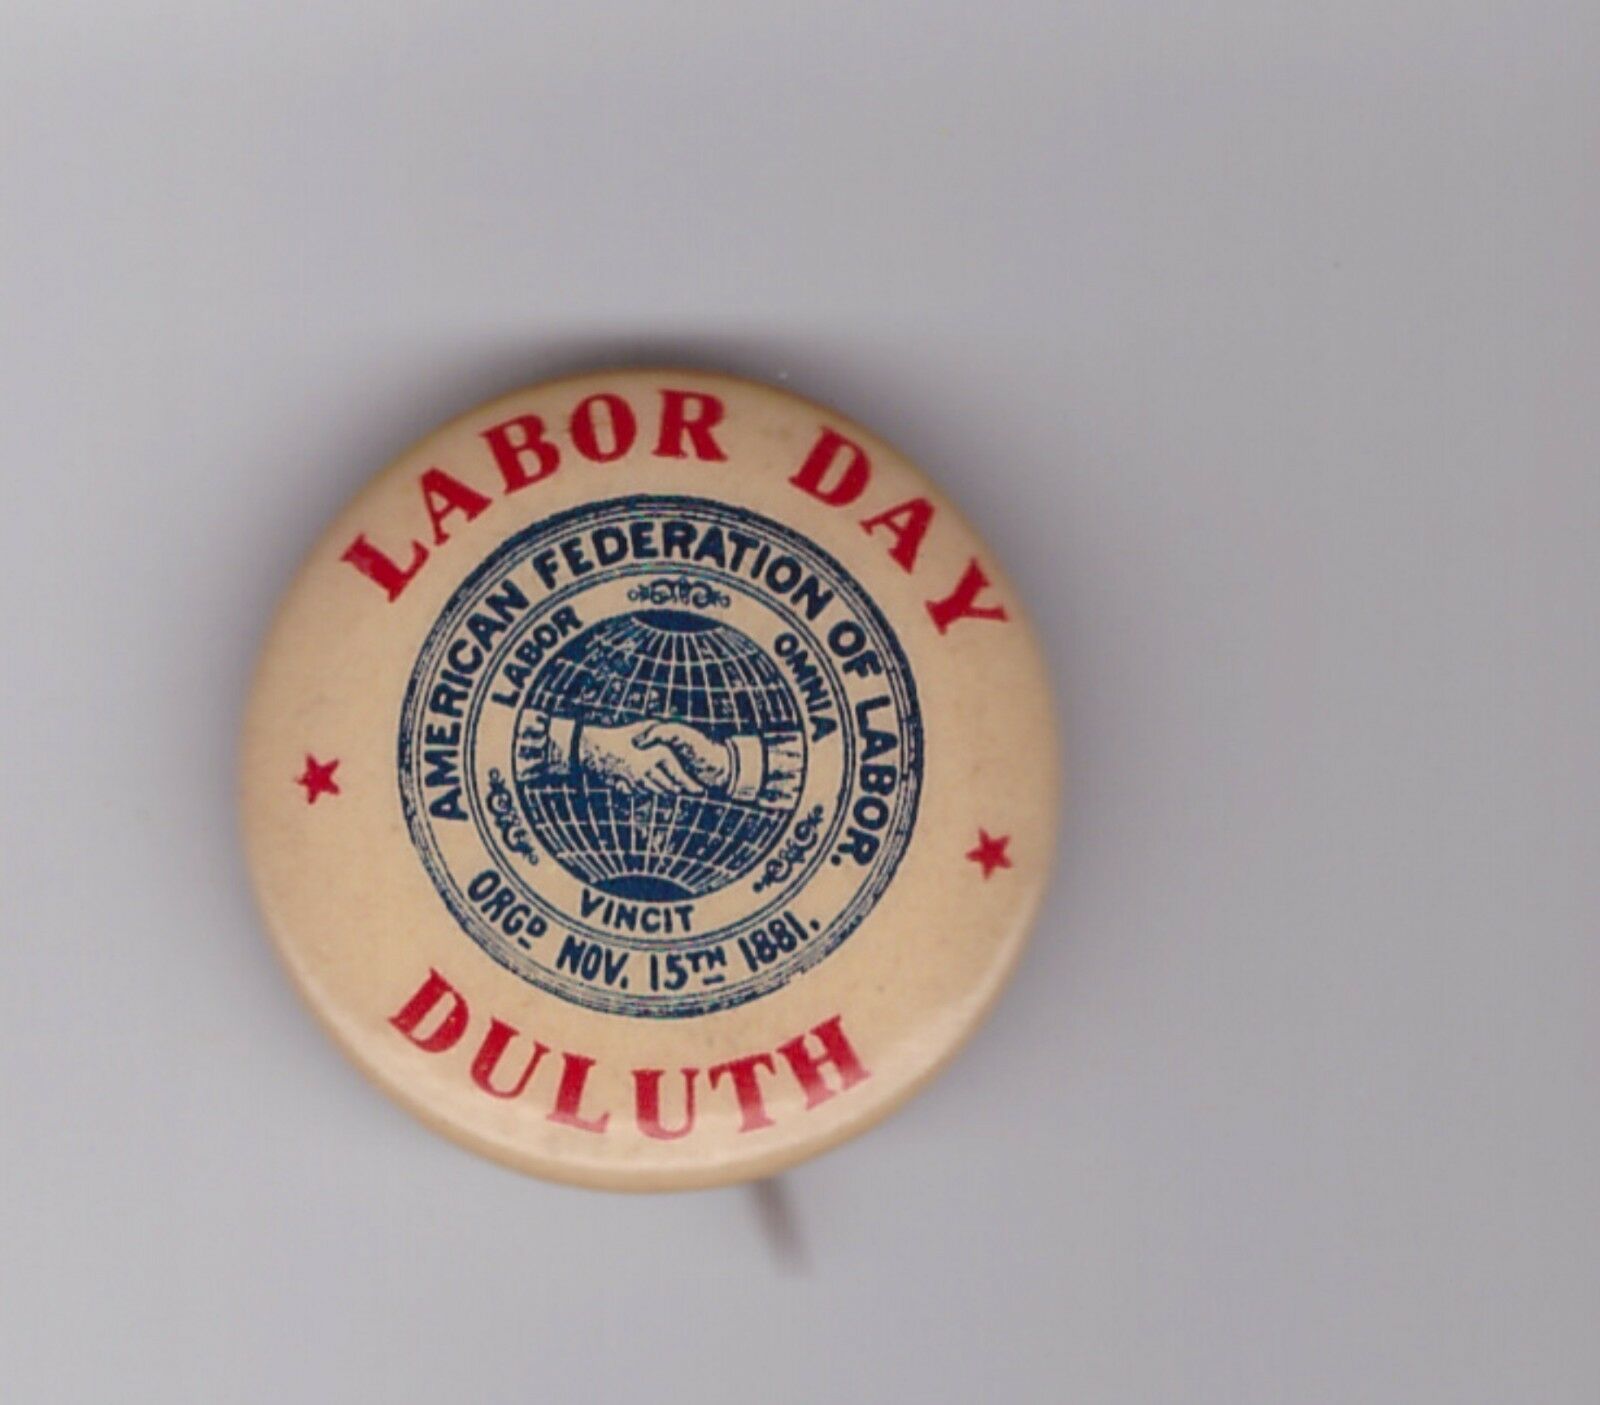 LABOR DAY
AMERICAN FEDERATION OF LABOR.
LABOR OMNIA
VINCIT
ORGD NOV. 15TH 1881.
DULUTH